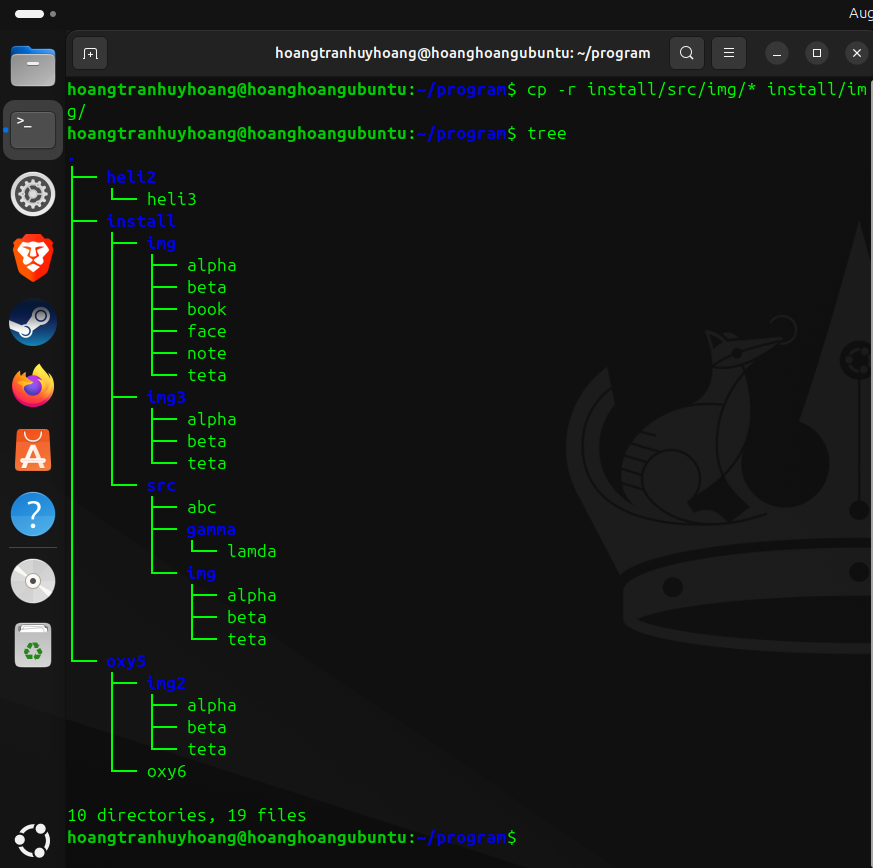 Aug
hoangtranhuyhoang@hoanghoangubuntu: ~/program
hoangtranhuyhoang@hoanghoangubuntu:~/program$ cp -r install/src/img/* install/im
g/
hoangtranhuyhoang@hoanghoangubuntu:~/program$ tree
.
├── heli2
│   └── heli3
├── install
│   ├── img
│   │   ├── alpha
│   │   ├── beta
│   │   ├── book
│   │   ├── face
│   │   ├── note
│   │   └── teta
│   ├── img3
│   │   ├── alpha
│   │   ├── beta
│   │   └── teta
│   └── src
│       ├── abc
│       ├── gamma
│       │   └── lamda
│       └── img
│           ├── alpha
│           ├── beta
│           └── teta
└── oxy5
    ├── img2
    │   ├── alpha
    │   ├── beta
    │   └── teta
    └── oxy6
10 directories, 19 files
hoangtranhuyhoang@hoanghoangubuntu:~/program$